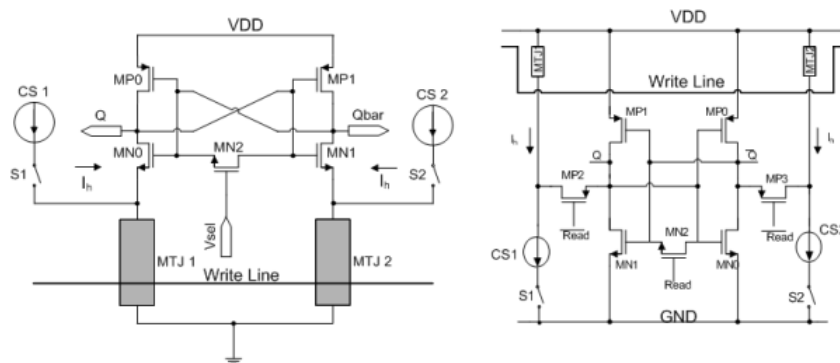 VDD
MP0
MP1
CS 1
CS 2
Q
Qbar
MN0
MN2
MN1
S1
Ih
Ih
S2
Vsel
MTJ 1
Write Line
MTJ 2
VDD
MTJ1
MTJ2
Write Line
MP1
MP0
Ih
Ih
Q
Q
MP2
MP3
Read
Read
MN2
CS1
MN1
MN0
Read
S1
S2
GND